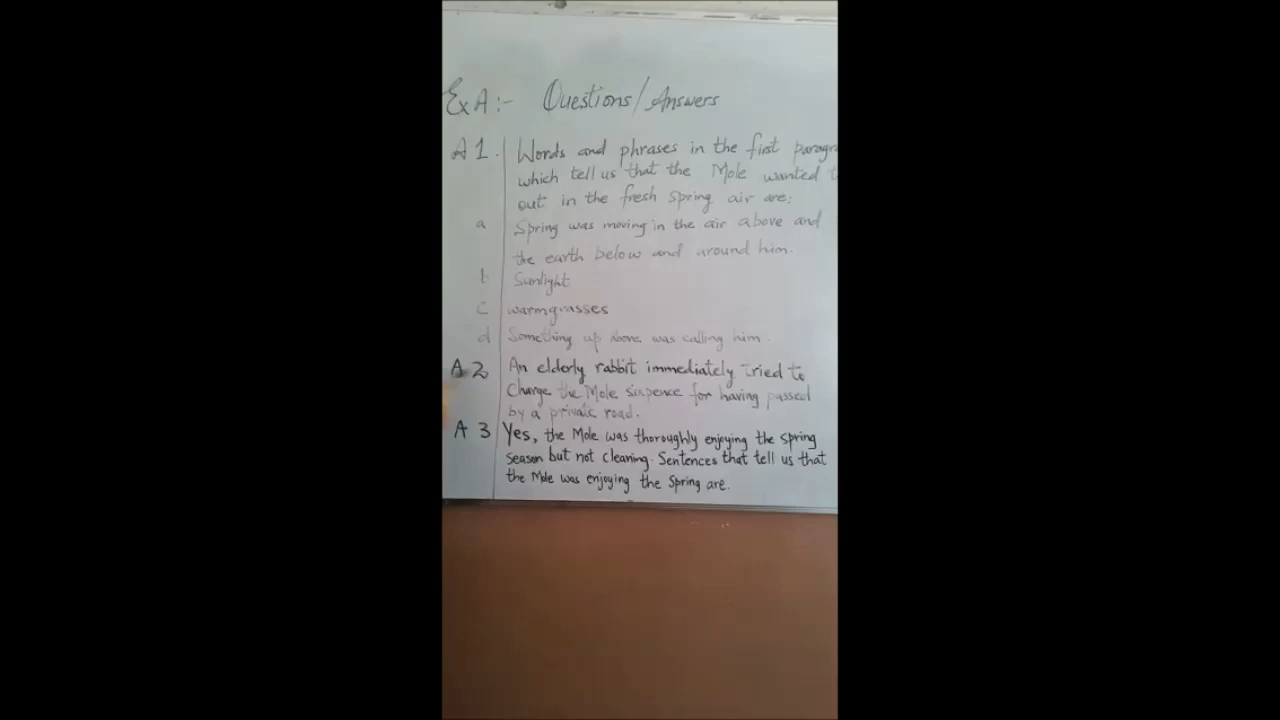 Ex A:- Questions/Answers
A 1. Words and phrases in the first paragra
which tell us that the Mole wanted t
out in the fresh spring air are:
a Spring was moving in the air above and
the earth below and around him.
b Sunlight
c warmgrasses
d Something up above was calling him.
A 2 An elderly rabbit immediately tried to
Charge the Mole sixpence for having passed
by a private road.
A 3 Yes, the Mole was thoroughly enjoying the spring
season but not cleaning. Sentences that tell us that
the Mole was enjoying the Spring are.